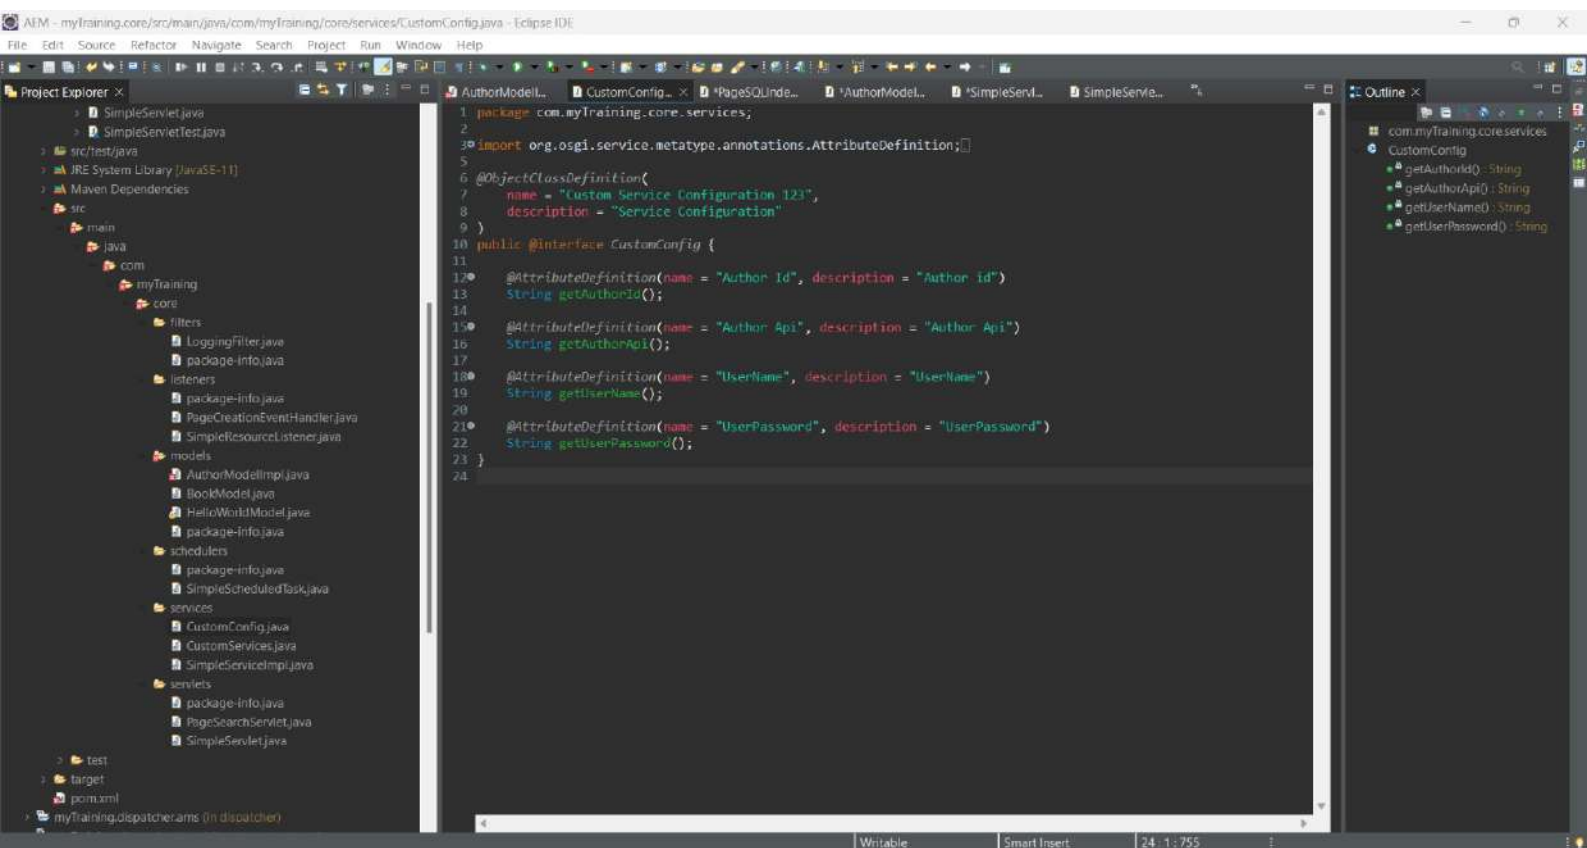 AEM - myTraining.core/src/main/java/com/myTraining/core/services/CustomConfig.java - Eclipse IDE
File Edit Source Refactor Navigate Search Project Run Window Help
Project Explorer
SimpleServlet.java
SimpleServletTest.java
src/test/java
JRE System Library [JavaSE-11]
Maven Dependencies
src
main
java
com
myTraining
core
filters
LoggingFilter.java
package-info.java
listeners
package-info.java
PageCreationEventHandler.java
SimpleResourceListener.java
models
AuthorModelImpl.java
BookModel.java
HelloWorldModel.java
package-info.java
schedulers
package-info.java
SimpleScheduledTask.java
services
CustomConfig.java
CustomServices.java
SimpleServiceImpl.java
servlets
package-info.java
PageSearchServlet.java
SimpleServlet.java
test
target
pom.xml
myTraining.dispatcher.ams (in dispatcher)
AuthorModelI... CustomConfig... *PageSQLInde... *AuthorModel... *SimpleServl... SimpleServle...
1 package com.myTraining.core.services;
2
3 import org.osgi.service.metatype.annotations.AttributeDefinition;
5
6 @ObjectClassDefinition(
7 name = "Custom Service Configuration 123",
8 description = "Service Configuration"
9 )
10 public @interface CustomConfig {
11
12 @AttributeDefinition(name = "Author Id", description = "Author id")
13 String getAuthorId();
14
15 @AttributeDefinition(name = "Author Api", description = "Author Api")
16 String getAuthorApi();
17
18 @AttributeDefinition(name = "UserName", description = "UserName")
19 String getUserName();
20
21 @AttributeDefinition(name = "UserPassword", description = "UserPassword")
22 String getUserPassword();
23 }
24
Outline
com.myTraining.core.services
CustomConfig
getAuthorId() : String
getAuthorApi() : String
getUserName() : String
getUserPassword() : String
Writable Smart Insert 24 : 1 : 755